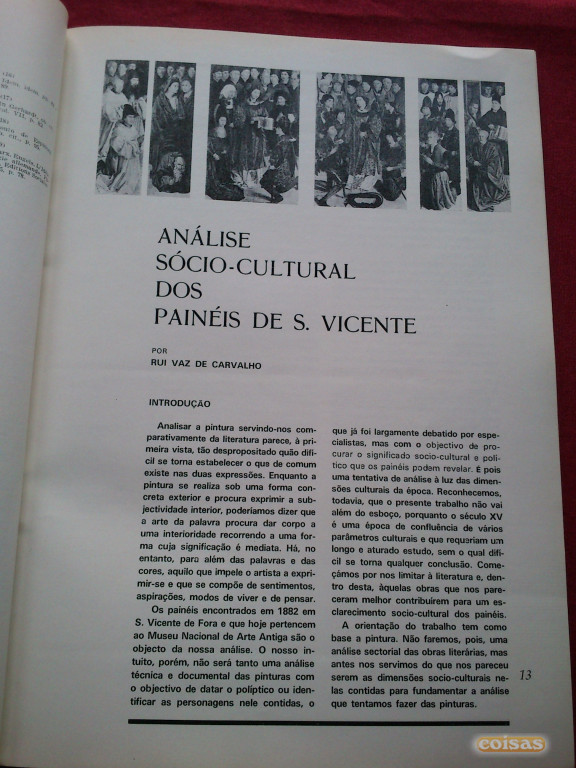 ANÁLISE
SÓCIO-CULTURAL
DOS
PAINÉIS DE S. VICENTE
POR
RUI VAZ DE CARVALHO
INTRODUÇÃO
Analisar a pintura servindo-nos com-
parativamente da literatura parece, à pri-
meira vista, tão despropositado quão difí-
cil se torna estabelecer o que de comum
existe nas duas expressões. Enquanto a
pintura se realiza sob uma forma con-
creta exterior e procura exprimir a sub-
jectividade interior, poderíamos dizer que
a arte da palavra procura dar corpo a
uma interioridade recorrendo a uma for-
ma cuja significação é mediata. Há, no
entanto, para além das palavras e das
cores, aquilo que impele o artista a expri-
mir-se e que se compõe de sentimentos,
aspirações, modos de viver e de pensar.
Os painéis encontrados em 1882 em
S. Vicente de Fora e que hoje pertencem
ao Museu Nacional de Arte Antiga são o
objecto da nossa análise. O nosso in-
tuito, porém, não será tanto uma análise
técnica e documental das pinturas com
o objectivo de datar o políptico ou iden-
tificar as personagens nele contidas, o
que já foi largamente debatido por espe-
cialistas, mas com o objectivo de pro-
curar o significado socio-cultural e polí-
tico que os painéis podem revelar. É pois
uma tentativa de análise à luz das dimen-
sões culturais da época. Reconhecemos,
todavia, que o presente trabalho não vai
além do esboço, porquanto o século XV
é uma época de confluência de vários
parâmetros culturais e que requeriam um
longo e aturado estudo, sem o qual difí-
cil se torna qualquer conclusão. Come-
çámos por nos limitar à literatura e, den-
tro desta, àquelas obras que nos pare-
ceram melhor contribuírem para um es-
clarecimento socio-cultural dos painéis.
A orientação do trabalho tem como
base a pintura. Não faremos, pois, uma
análise sectorial das obras literárias, mas
antes nos servimos do que nos pareceu
serem as dimensões socio-culturais ne-
las contidas para fundamentar a análise
que tentamos fazer das pinturas.
13
coisas